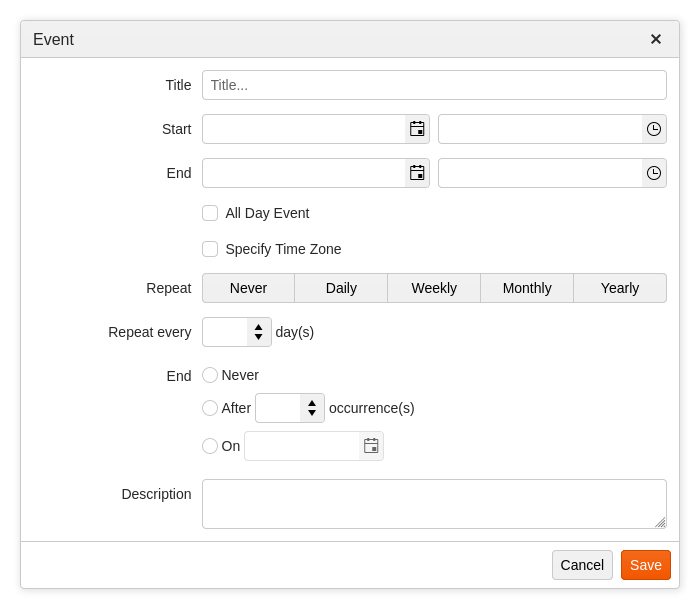 Event
Title Title...
Start
End
All Day Event
Specify Time Zone
Repeat Never Daily Weekly Monthly Yearly
Repeat every day(s)
End Never
After occurrence(s)
On
Description
Cancel Save